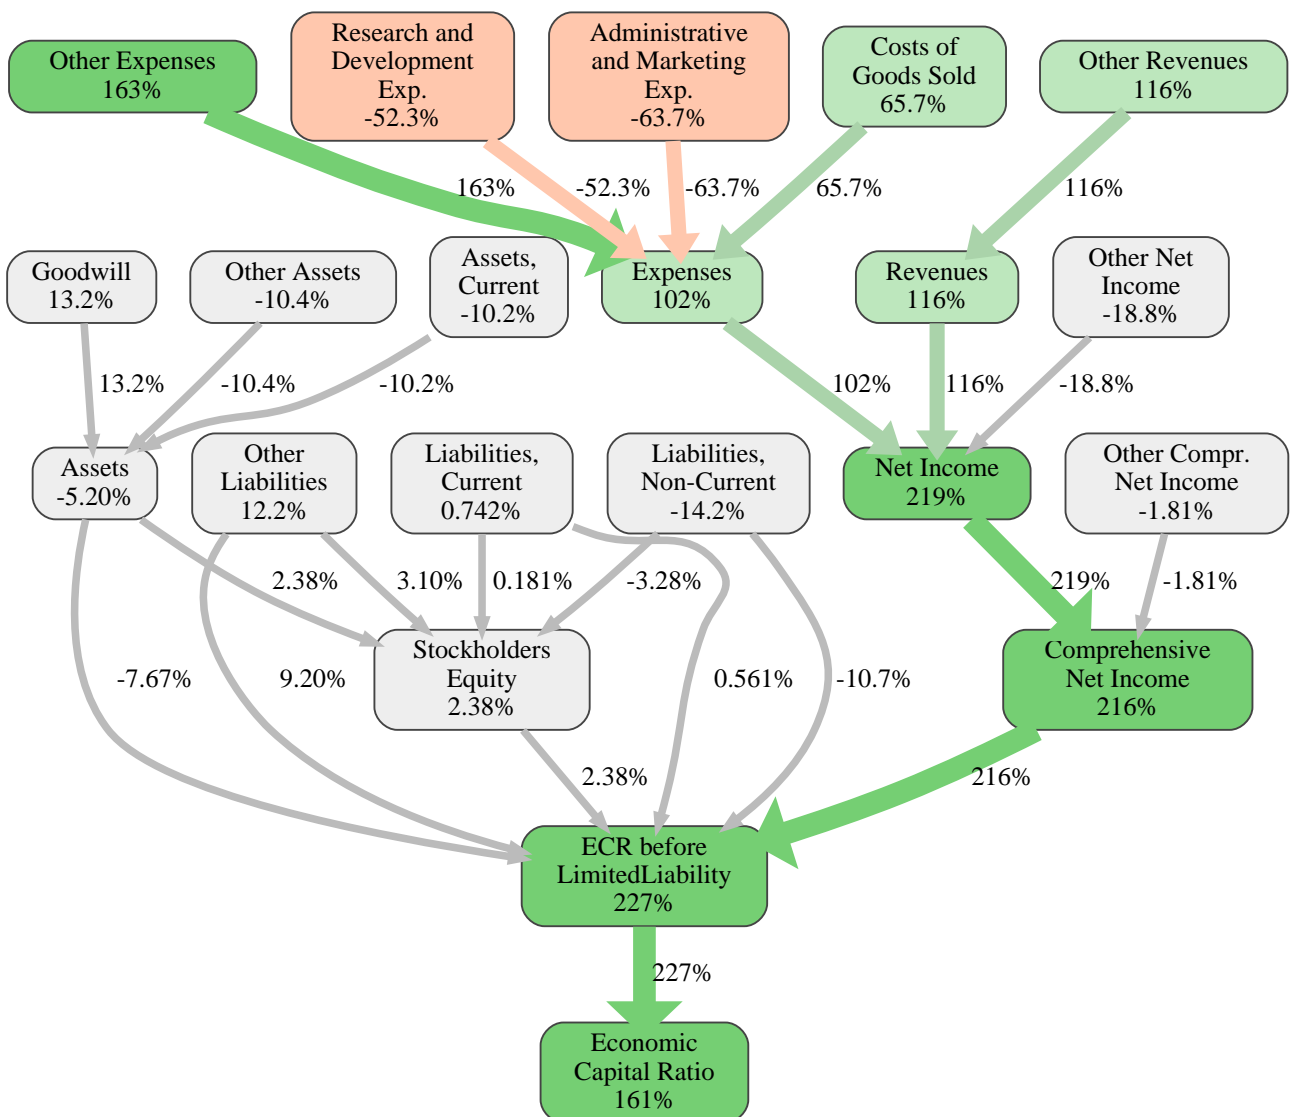 Other Expenses
163%
Research and
Development
Exp.
-52.3%
Administrative
and Marketing
Exp.
-63.7%
Costs of
Goods Sold
65.7%
Other Revenues
116%
163%
-52.3%
-63.7%
65.7%
116%
Goodwill
13.2%
Other Assets
-10.4%
Assets,
Current
-10.2%
Expenses
102%
Revenues
116%
Other Net
Income
-18.8%
13.2%
-10.4%
-10.2%
102%
116%
-18.8%
Assets
-5.20%
Other
Liabilities
12.2%
Liabilities,
Current
0.742%
Liabilities,
Non-Current
-14.2%
Net Income
219%
Other Compr.
Net Income
-1.81%
2.38%
3.10%
0.181%
-3.28%
219%
-1.81%
-7.67%
9.20%
Stockholders
Equity
2.38%
0.561%
-10.7%
Comprehensive
Net Income
216%
2.38%
216%
ECR before
LimitedLiability
227%
227%
Economic
Capital Ratio
161%